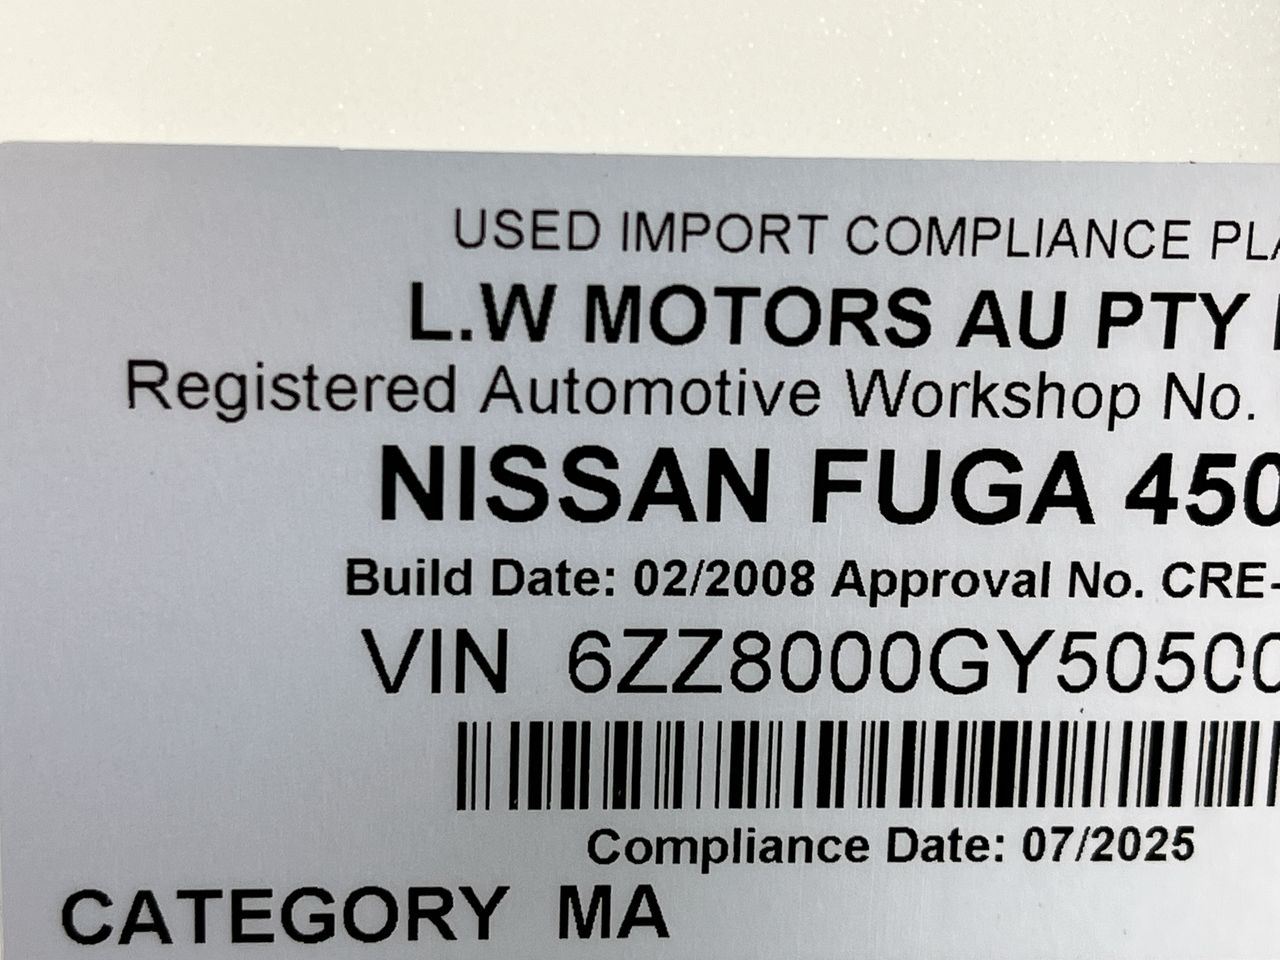 USED IMPORT COMPLIANCE PLA
L.W MOTORS AU PTY
Registered Automotive Workshop No.
NISSAN FUGA 450
Build Date: 02/2008 Approval No. CRE-
VIN 6ZZ8000GY50500
Compliance Date: 07/2025
CATEGORY MA